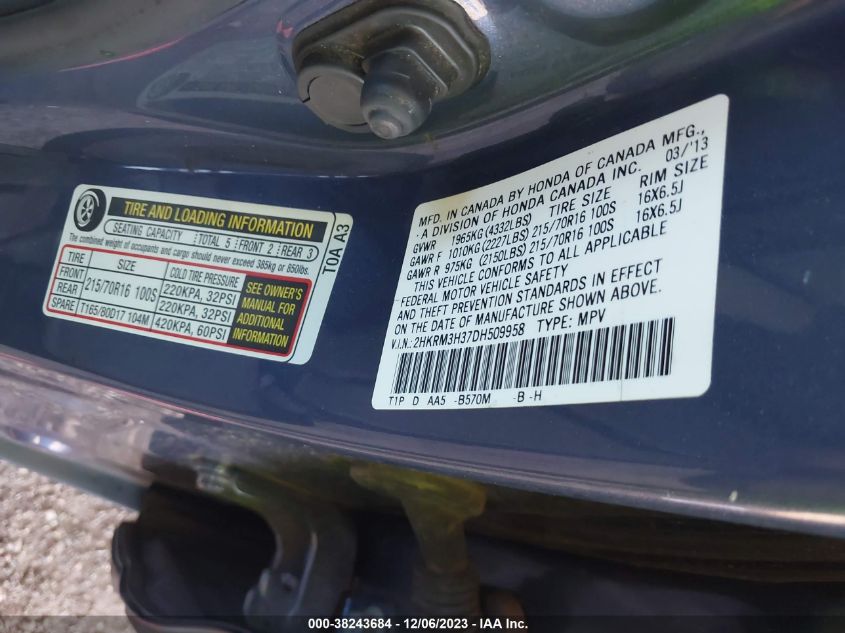 TIRE AND LOADING INFORMATION
SEATING CAPACITY TOTAL 5 FRONT 2 REAR 3
The combined weight of occupants and cargo should never exceed 385kg or 850lbs.
TIRE SIZE COLD TIRE PRESSURE
FRONT 215/70R16 100S 220KPA, 32PSI
REAR 220KPA, 32PSI
SPARE T165/80D17 104M 420KPA, 60PSI
SEE OWNER'S
MANUAL FOR
ADDITIONAL
INFORMATION
TOA A3
MFD. IN CANADA BY HONDA OF CANADA MFG.,
A DIVISION OF HONDA CANADA INC. 03/'13
GVWR 1965KG(4332LBS) TIRE SIZE RIM SIZE
GAWR F 1010KG(2227LBS) 215/70R16 100S 16X6.5J
GAWR R 975KG (2150LBS) 215/70R16 100S 16X6.5J
THIS VEHICLE CONFORMS TO ALL APPLICABLE
FEDERAL MOTOR VEHICLE SAFETY
AND THEFT PREVENTION STANDARDS IN EFFECT
ON THE DATE OF MANUFACTURE SHOWN ABOVE.
V.I.N.: 2HKRM3H37DH509958 TYPE: MPV
T1P D AA5 -B570M -B-H
000-38243684 - 12/06/2023 - IAA Inc.